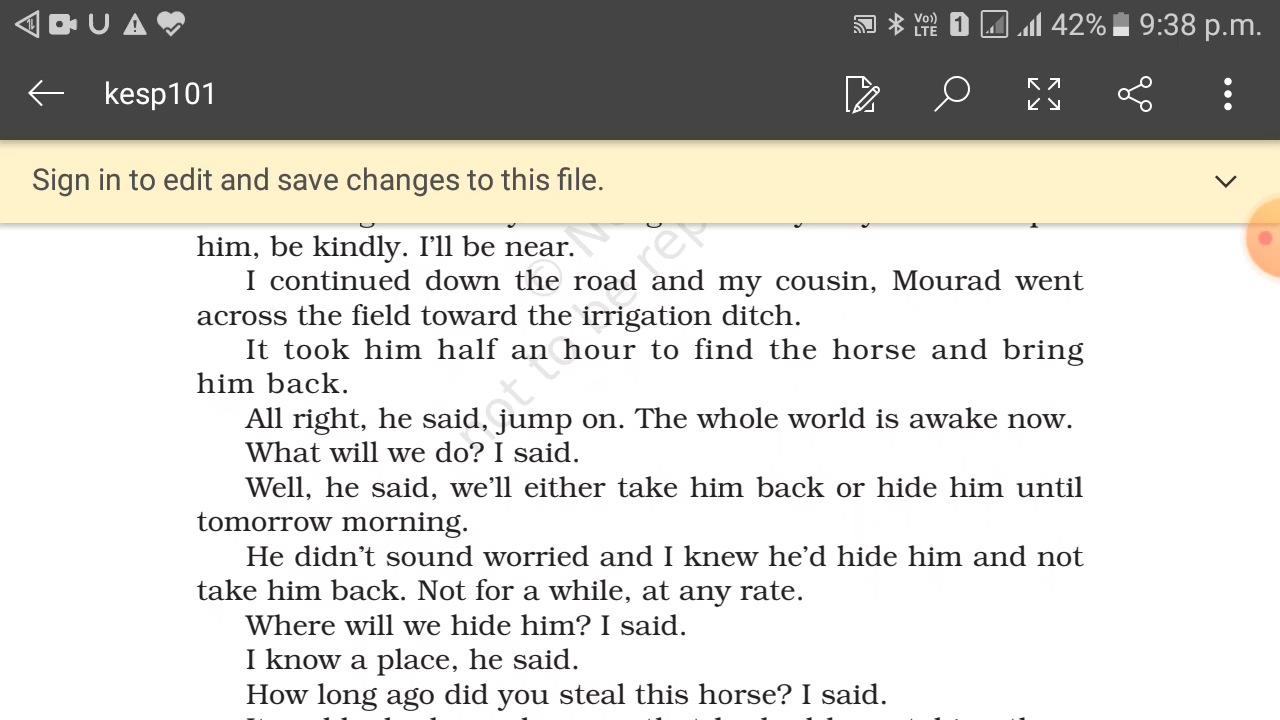 Vo)) LTE 1 42% 9:38 p.m.
kesp101
Sign in to edit and save changes to this file.
him, be kindly. I'll be near.
I continued down the road and my cousin, Mourad went
across the field toward the irrigation ditch.
It took him half an hour to find the horse and bring
him back.
All right, he said, jump on. The whole world is awake now.
What will we do? I said.
Well, he said, we'll either take him back or hide him until
tomorrow morning.
He didn't sound worried and I knew he'd hide him and not
take him back. Not for a while, at any rate.
Where will we hide him? I said.
I know a place, he said.
How long ago did you steal this horse? I said.
©
not to be